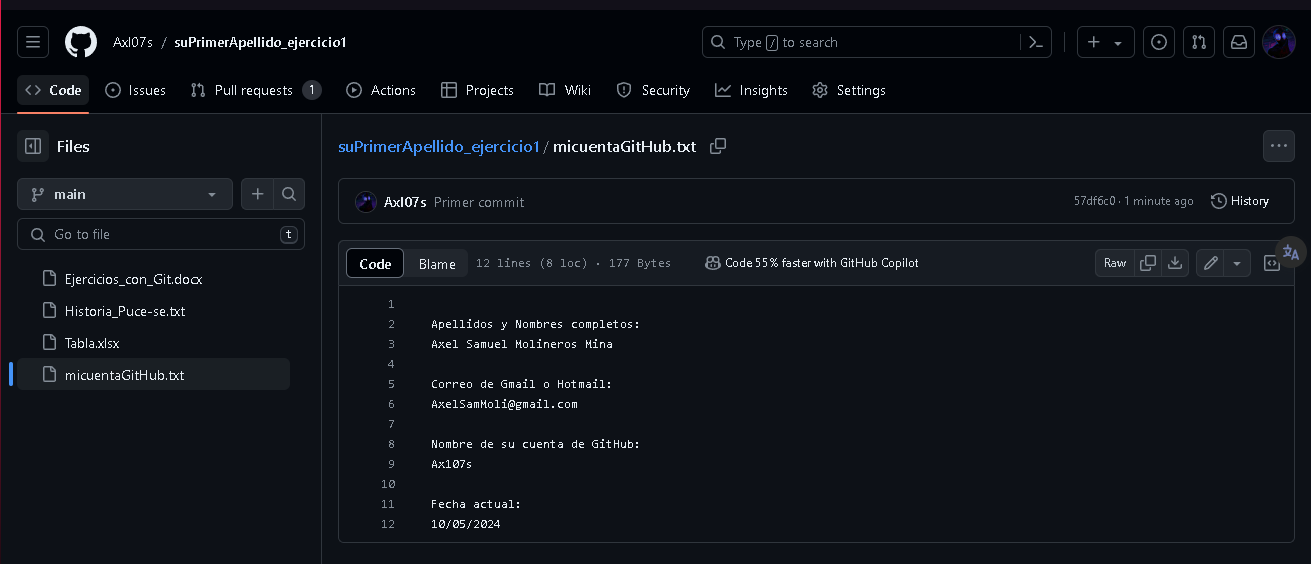 Axl07s / suPrimerApellido_ejercicio1
Type / to search
Code
Issues
Pull requests 1
Actions
Projects
Wiki
Security
Insights
Settings
Files
main
Go to file
t
Ejercicios_con_Git.docx
Historia_Puce-se.txt
Tabla.xlsx
micuentaGitHub.txt
suPrimerApellido_ejercicio1 / micuentaGitHub.txt
Axl07s Primer commit
57df6c0 · 1 minute ago
History
Code
Blame
12 lines (8 loc) · 177 Bytes
Code 55% faster with GitHub Copilot
Raw
1
2 Apellidos y Nombres completos:
3 Axel Samuel Molineros Mina
4
5 Correo de Gmail o Hotmail:
6 AxelSamMoli@gmail.com
7
8 Nombre de su cuenta de GitHub:
9 Axl07s
10
11 Fecha actual:
12 10/05/2024